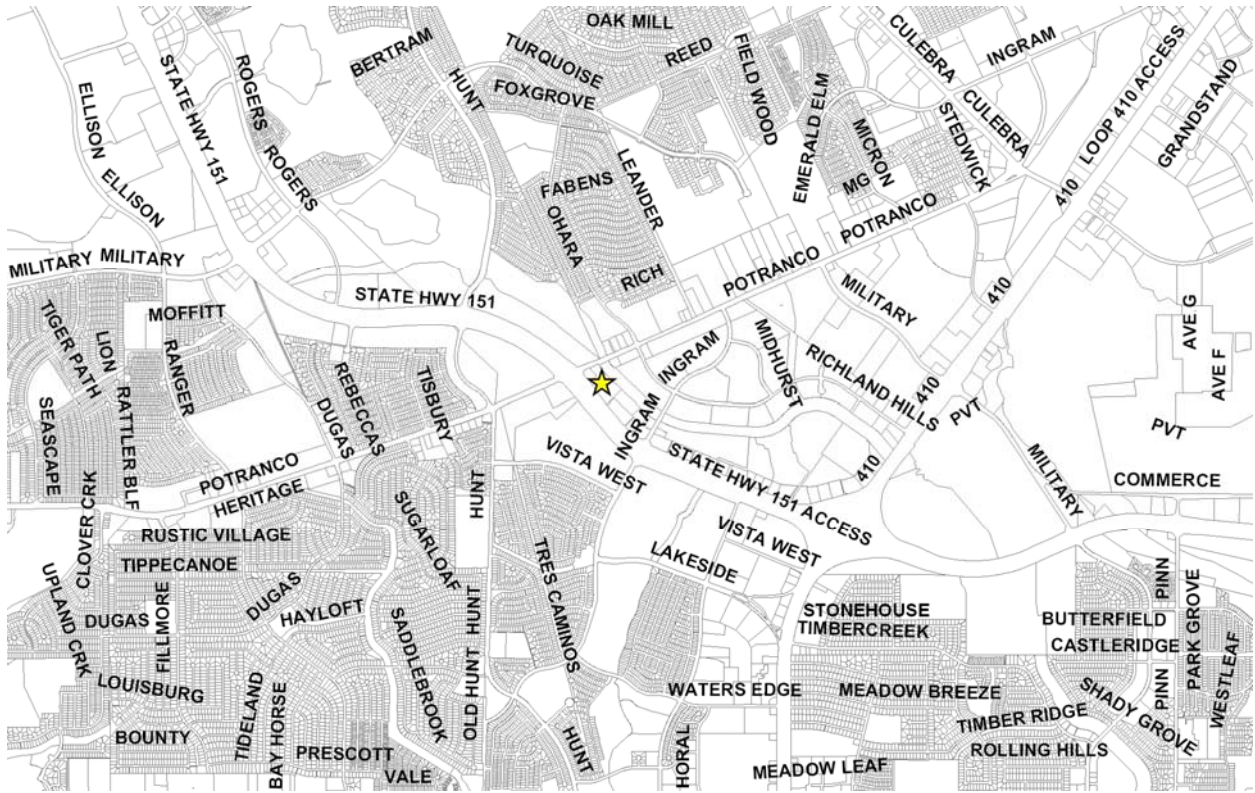 OAK MILL
CULEBRA
INGRAM
BERTRAM
TURQUOISE
REED
FIELD WOOD
STATE HWY 151
ROGERS
HUNT
FOXGROVE
LOOP 410 ACCESS
GRANDSTAND
ELLISON
EMERALD ELM
MICRON
STEDWICK
CULEBRA
ROGERS
LEANDER
ELLISON
FABENS
MG
410
OHARA
POTRANCO
MILITARY
MILITARY
RICH
POTRANCO
410
STATE HWY 151
MILITARY
AVE G
MOFFITT
TIGER PATH
LION
RANGER
INGRAM
MIDHURST
RICHLAND HILLS
AVE F
REBECCAS
TISBURY
410
RATTLER BLF
SEASCAPE
DUGAS
INGRAM
PVT
PVT
VISTA WEST
STATE HWY 151 ACCESS
410
MILITARY
COMMERCE
POTRANCO
HERITAGE
HUNT
CLOVER CRK
SUGARLOAF
RUSTIC VILLAGE
VISTA WEST
TIPPECANOE
LAKESIDE
UPLAND CRK
DUGAS
TRES CAMINOS
PINN
PARK GROVE
HAYLOFT
HUNT
STONEHOUSE
TIMBERCREEK
BUTTERFIELD
DUGAS
FILLMORE
SADDLEBROOK
CASTLERIDGE
WESTLEAF
LOUISBURG
OLD HUNT
WATERS EDGE
MEADOW BREEZE
PINN
SHADY GROVE
TIDELAND
BAY HORSE
TIMBER RIDGE
BOUNTY
PRESCOTT
HUNT
HORAL
ROLLING HILLS
VALE
MEADOW LEAF